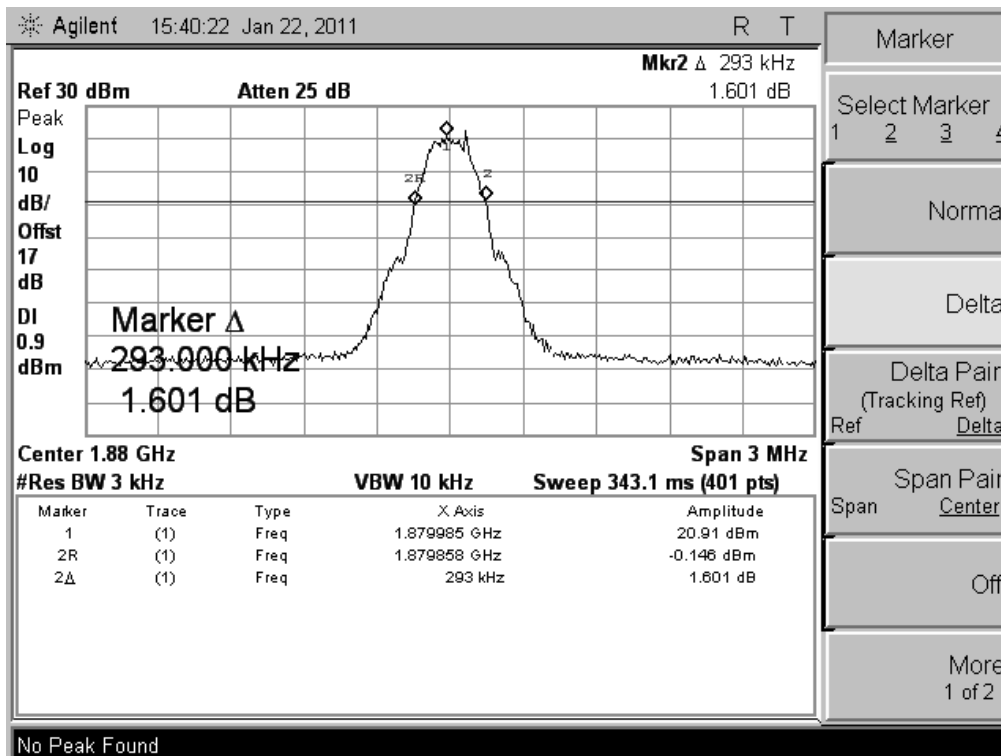 Agilent 15:40:22 Jan 22, 2011 R T
Mkr2 Δ 293 kHz
Ref 30 dBm Atten 25 dB 1.601 dB
Peak
Log
10
dB/
Offst
17
dB
DI
0.9
dBm
1
2R
2
Marker Δ
293.000 kHz
1.601 dB
Center 1.88 GHz Span 3 MHz
#Res BW 3 kHz VBW 10 kHz Sweep 343.1 ms (401 pts)
Marker Trace Type X Axis Amplitude
1 (1) Freq 1.879985 GHz 20.91 dBm
2R (1) Freq 1.879858 GHz -0.146 dBm
2Δ (1) Freq 293 kHz 1.601 dB
Marker
Select Marker
1 2 3 4
Norma
Delta
Delta Pair
(Tracking Ref)
Ref Delta
Span Pair
Span Center
Off
More
1 of 2
No Peak Found